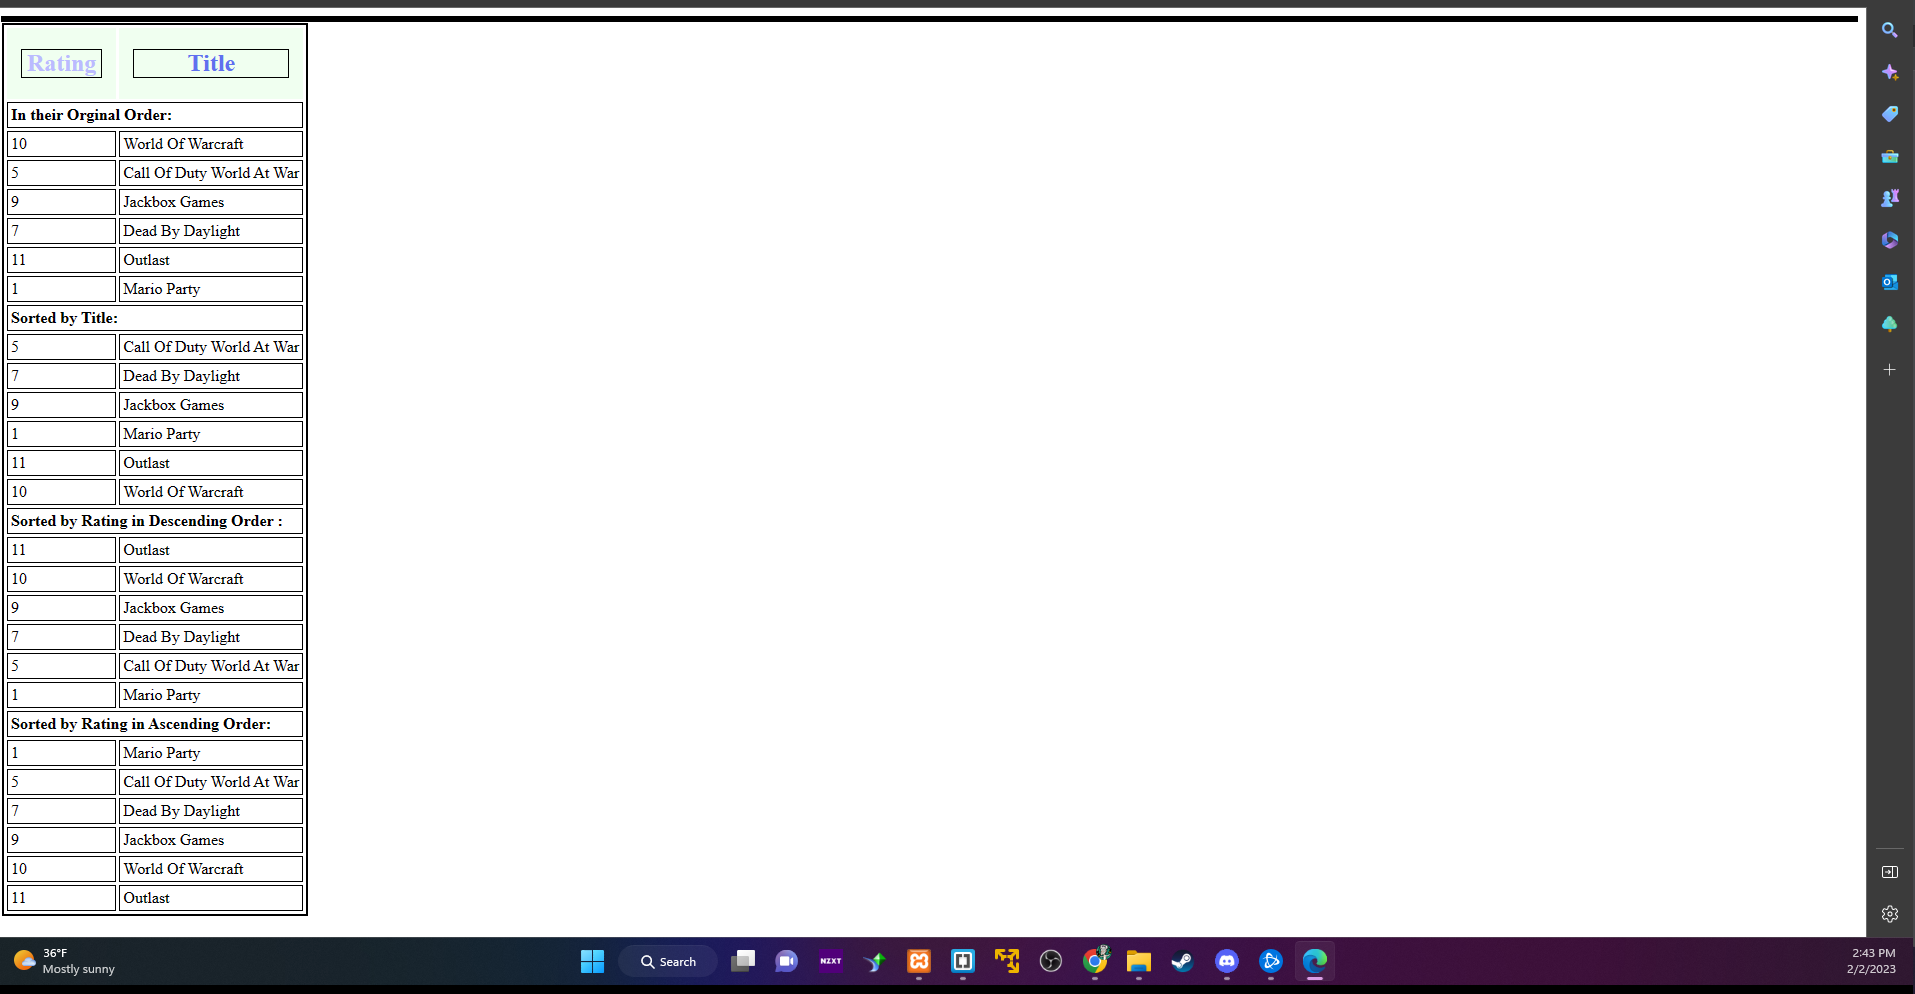 Rating Title
In their Orginal Order:
10 World Of Warcraft
5 Call Of Duty World At War
9 Jackbox Games
7 Dead By Daylight
11 Outlast
1 Mario Party
Sorted by Title:
5 Call Of Duty World At War
7 Dead By Daylight
9 Jackbox Games
1 Mario Party
11 Outlast
10 World Of Warcraft
Sorted by Rating in Descending Order :
11 Outlast
10 World Of Warcraft
9 Jackbox Games
7 Dead By Daylight
5 Call Of Duty World At War
1 Mario Party
Sorted by Rating in Ascending Order:
1 Mario Party
5 Call Of Duty World At War
7 Dead By Daylight
9 Jackbox Games
10 World Of Warcraft
11 Outlast
36°F
Mostly sunny
Search
NZXT
2:43 PM
2/2/2023